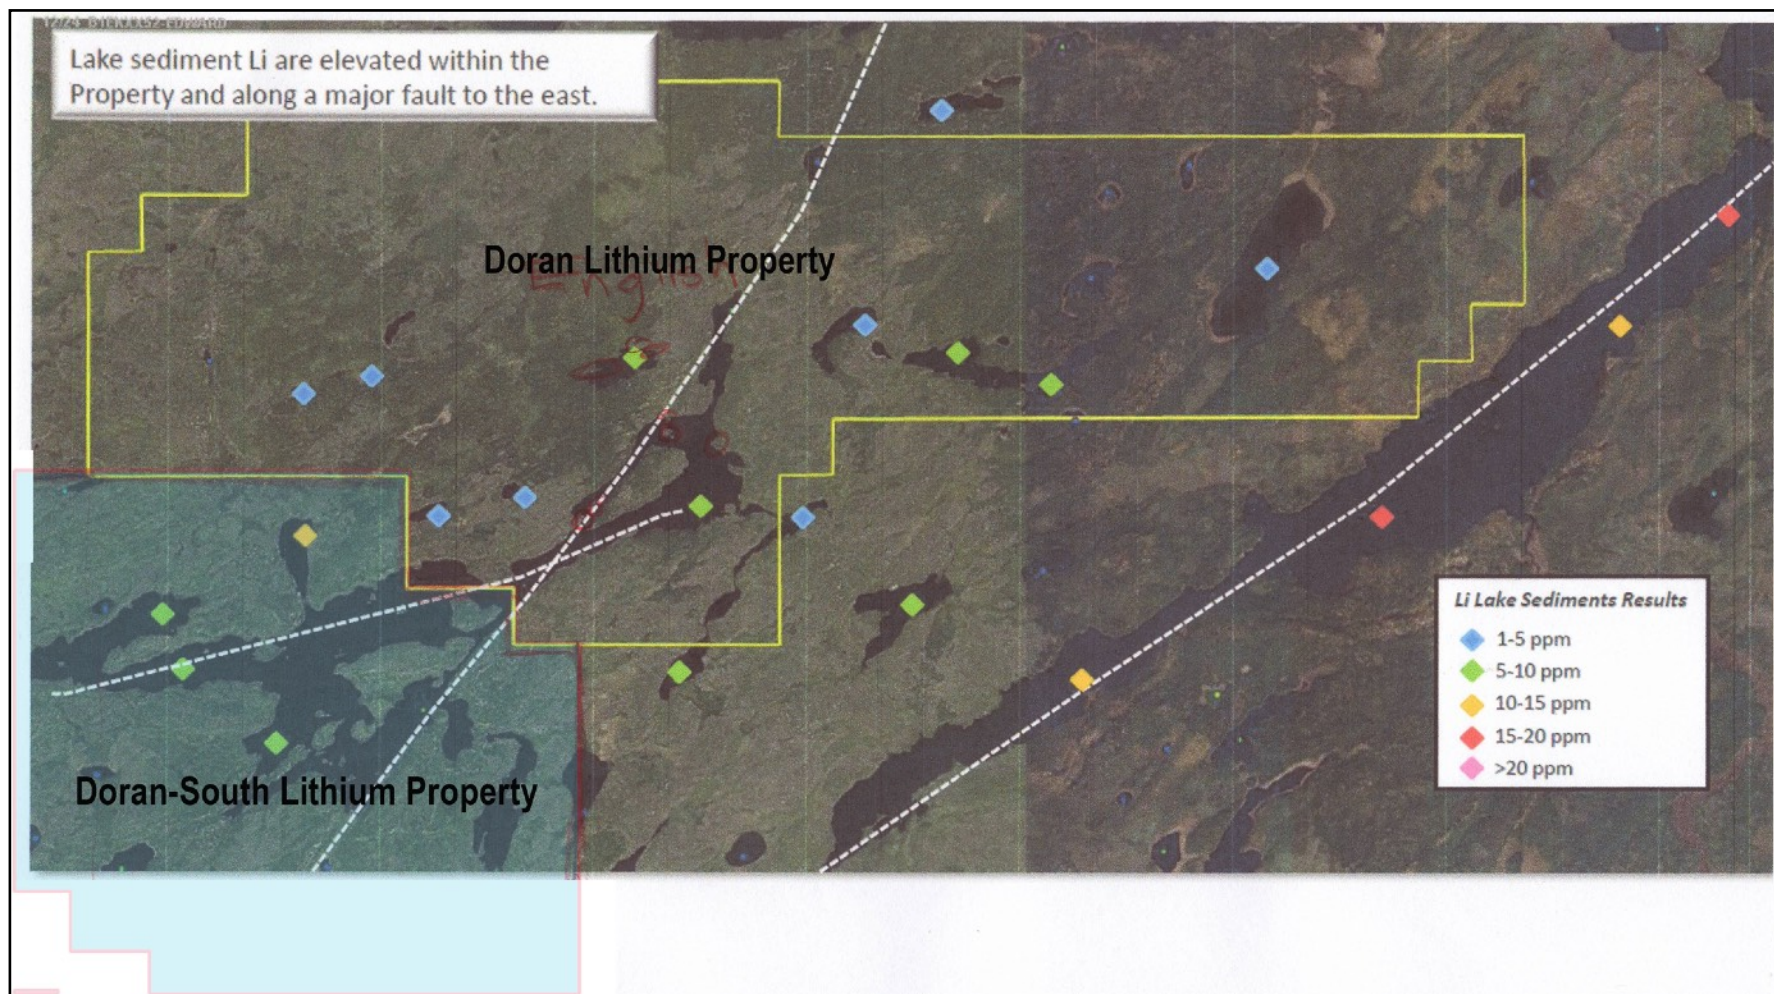 Lake sediment Li are elevated within the
Property and along a major fault to the east.
Doran Lithium Property
English
Doran-South Lithium Property
Li Lake Sediments Results
1-5 ppm
5-10 ppm
10-15 ppm
15-20 ppm
>20 ppm